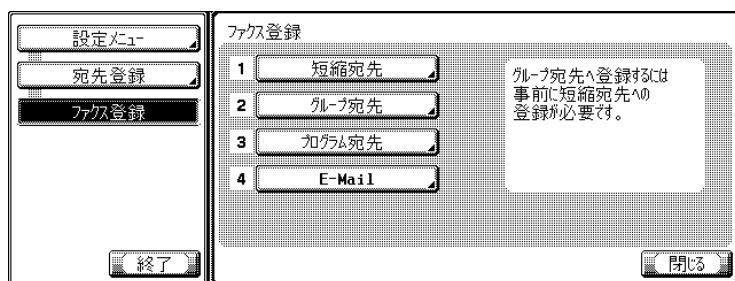 設定メニュー
宛先登録
ファクス登録
終了
ファクス登録
1 短縮宛先
2 グループ宛先
3 プログラム宛先
4 E-Mail
グループ宛先へ登録するには
事前に短縮宛先への
登録が必要です。
閉じる